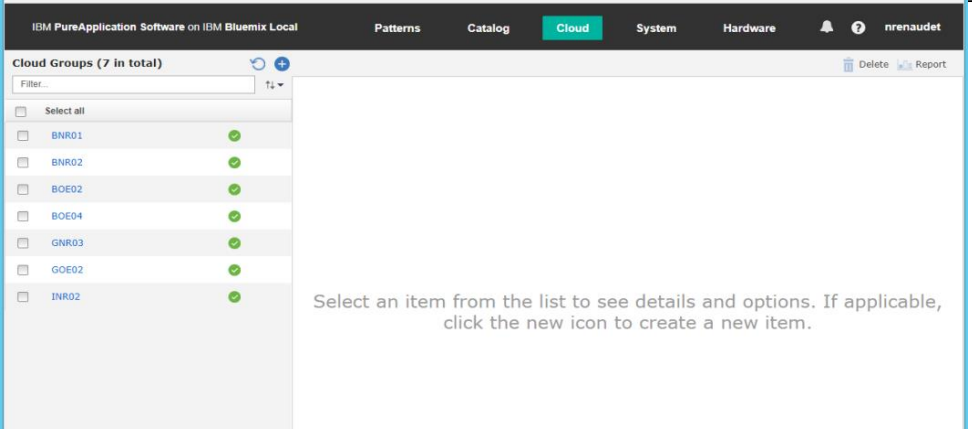 IBM PureApplication Software on IBM Bluemix Local Patterns Catalog Cloud System Hardware ? nrenaudet
Cloud Groups (7 in total)
Delete Report
Filter...
Select all
BNR01
BNR02
BOE02
BOE04
GNR03
GOE02
INR02
Select an item from the list to see details and options. If applicable,
click the new icon to create a new item.